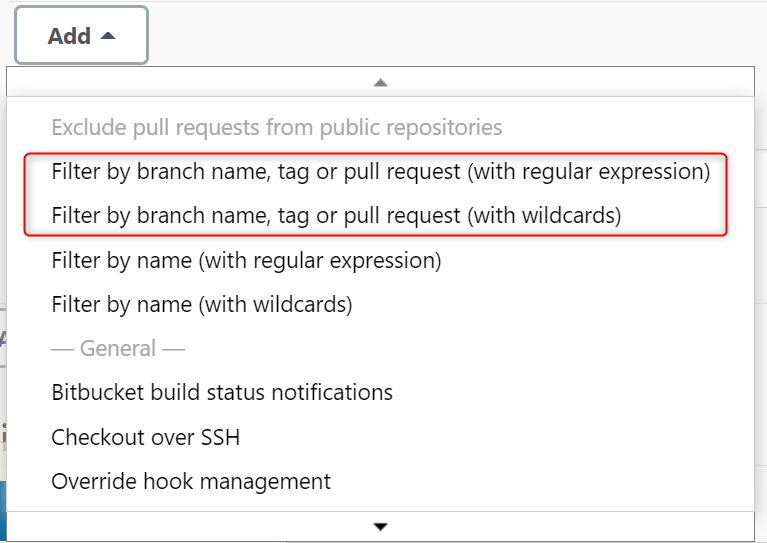 Add
Exclude pull requests from public repositories
Filter by branch name, tag or pull request (with regular expression)
Filter by branch name, tag or pull request (with wildcards)
Filter by name (with regular expression)
Filter by name (with wildcards)
— General —
Bitbucket build status notifications
Checkout over SSH
Override hook management